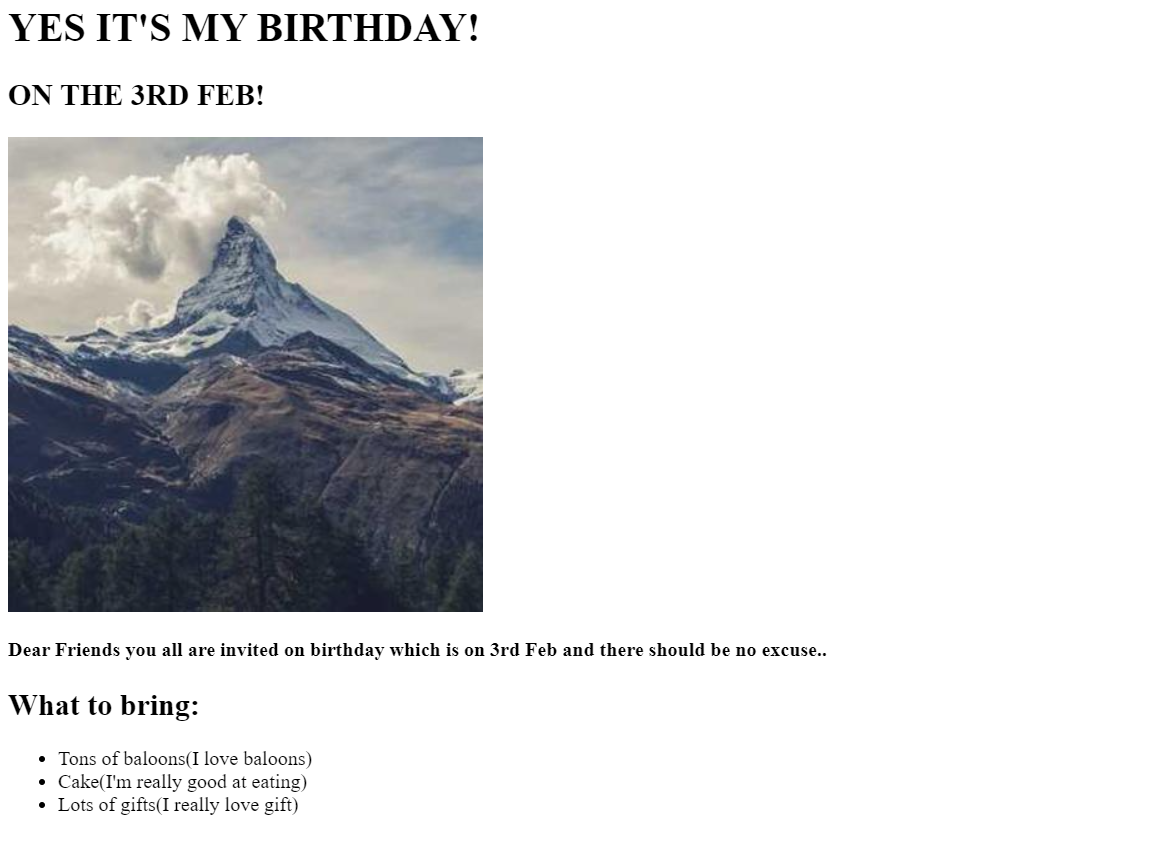 YES IT'S MY BIRTHDAY!
ON THE 3RD FEB!
Dear Friends you all are invited on birthday which is on 3rd Feb and there should be no excuse..
What to bring:
• Tons of baloons(I love baloons)
• Cake(I'm really good at eating)
• Lots of gifts(I really love gift)